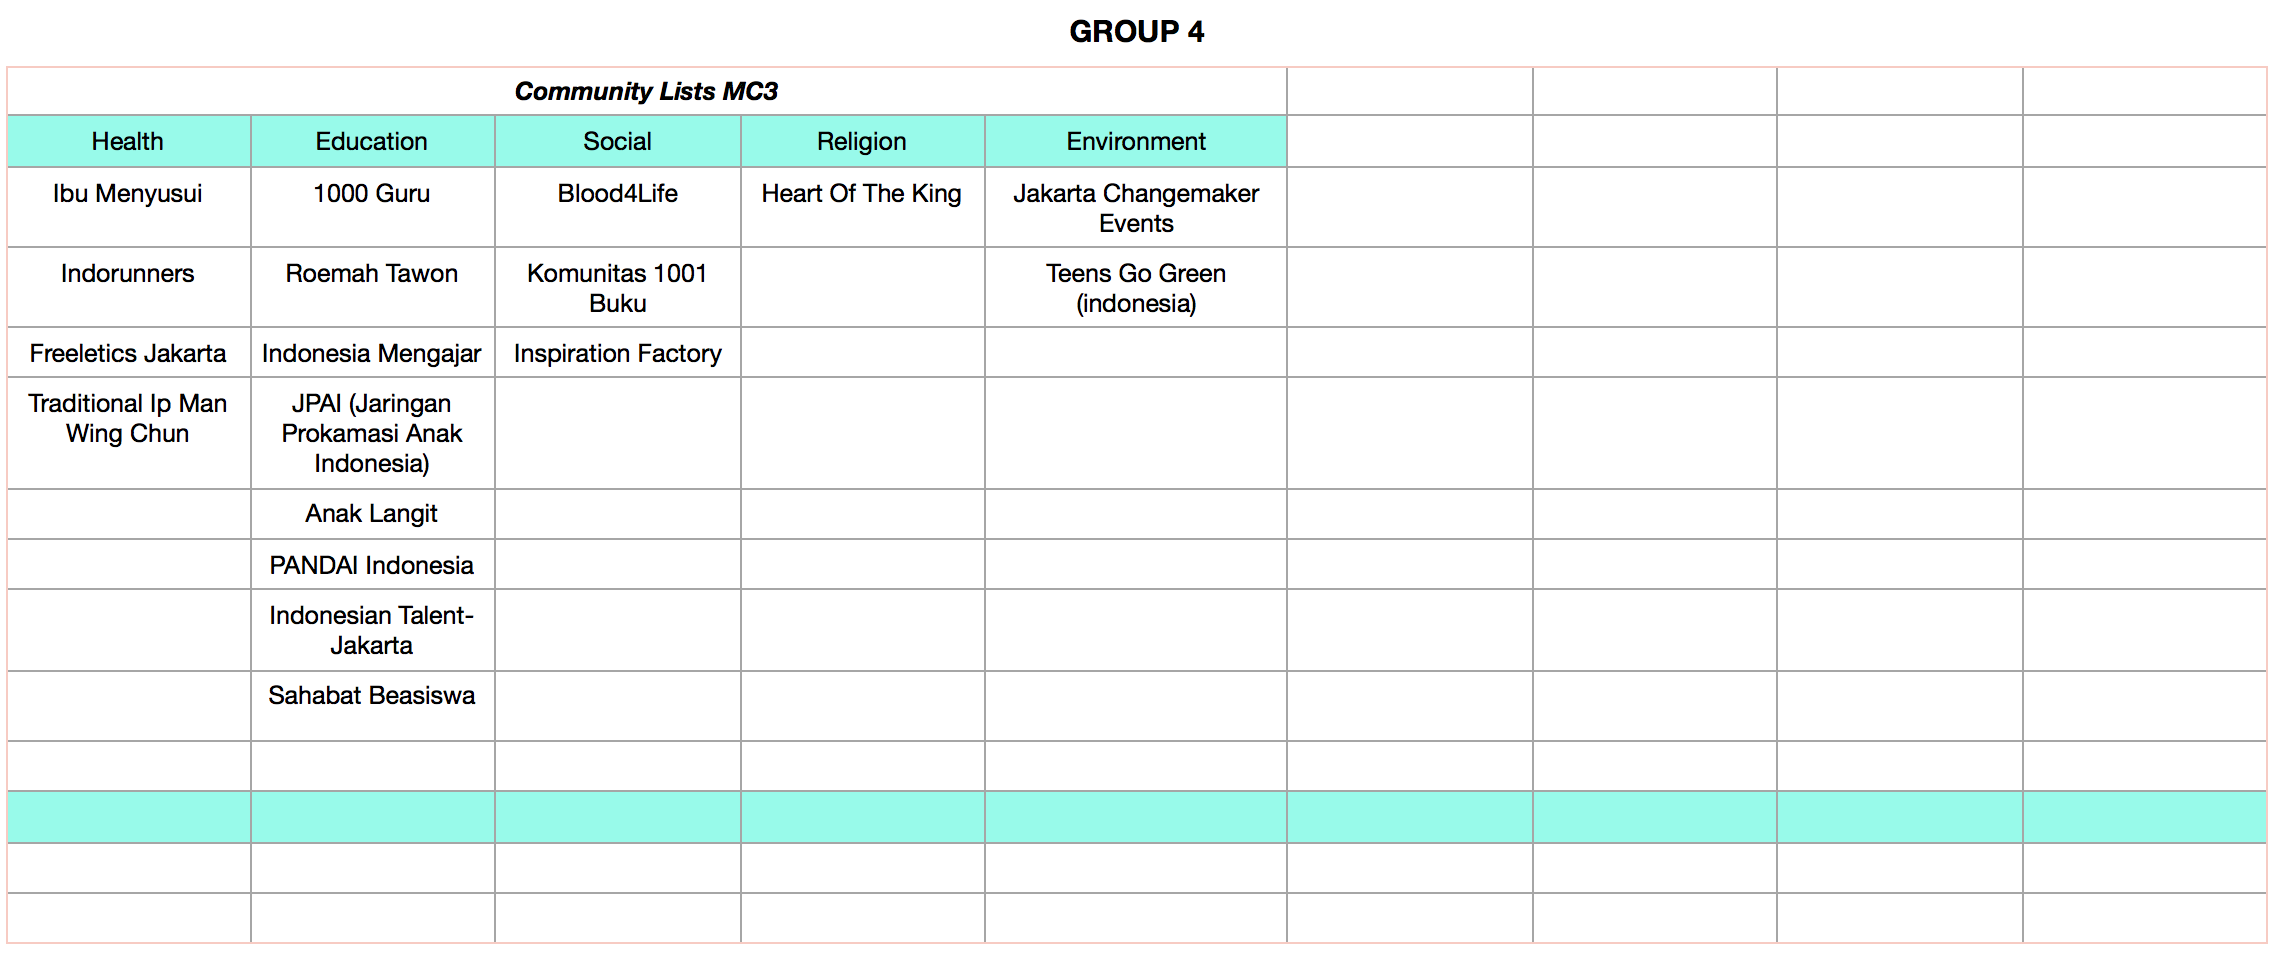 GROUP 4
Community Lists MC3
Health Education Social Religion Environment
Ibu Menyusui 1000 Guru Blood4Life Heart Of The King Jakarta Changemaker
Events
Indorunners Roemah Tawon Komunitas 1001 Teens Go Green
Buku (indonesia)
Freeletics Jakarta Indonesia Mengajar Inspiration Factory
Traditional Ip Man JPAI (Jaringan
Wing Chun Prokamasi Anak
Indonesia)
Anak Langit
PANDAI Indonesia
Indonesian Talent-
Jakarta
Sahabat Beasiswa